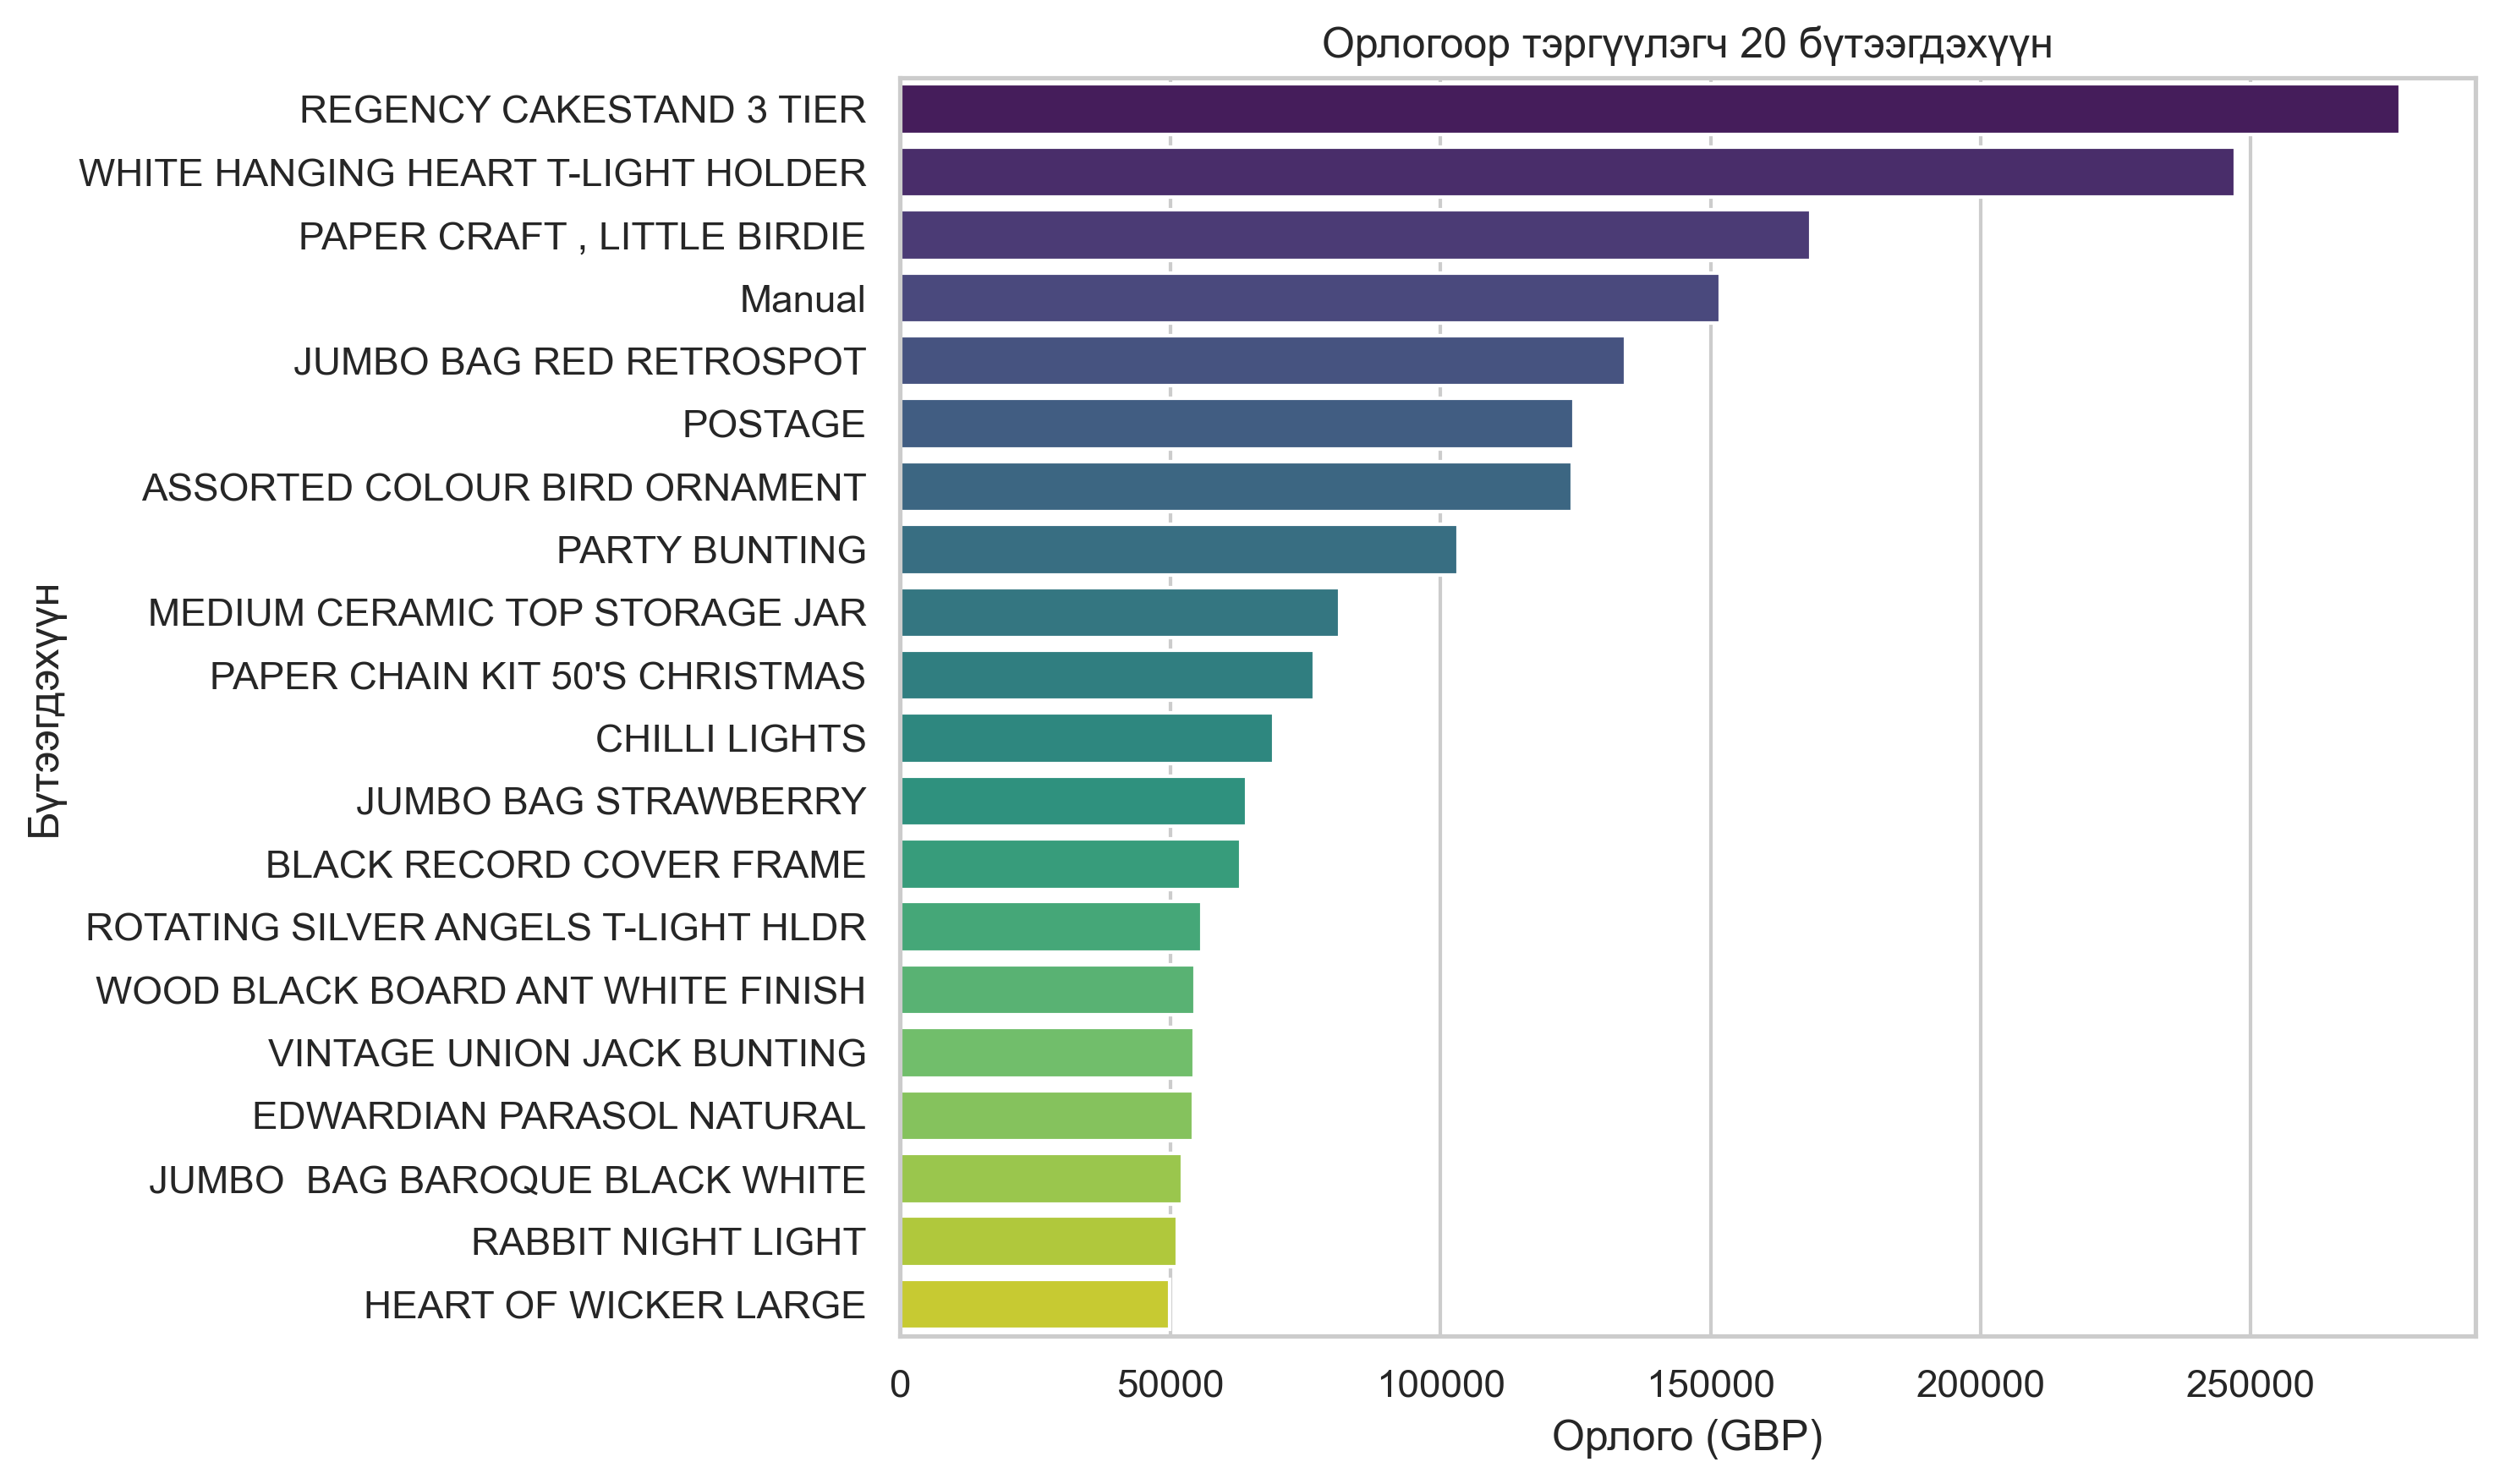 Орлогоор тэргүүлэгч 20 бүтээгдэхүүн
Бүтээгдэхүүн
REGENCY CAKESTAND 3 TIER
WHITE HANGING HEART T-LIGHT HOLDER
PAPER CRAFT , LITTLE BIRDIE
Manual
JUMBO BAG RED RETROSPOT
POSTAGE
ASSORTED COLOUR BIRD ORNAMENT
PARTY BUNTING
MEDIUM CERAMIC TOP STORAGE JAR
PAPER CHAIN KIT 50'S CHRISTMAS
CHILLI LIGHTS
JUMBO BAG STRAWBERRY
BLACK RECORD COVER FRAME
ROTATING SILVER ANGELS T-LIGHT HLDR
WOOD BLACK BOARD ANT WHITE FINISH
VINTAGE UNION JACK BUNTING
EDWARDIAN PARASOL NATURAL
JUMBO  BAG BAROQUE BLACK WHITE
RABBIT NIGHT LIGHT
HEART OF WICKER LARGE
0 50000 100000 150000 200000 250000
Орлого (GBP)